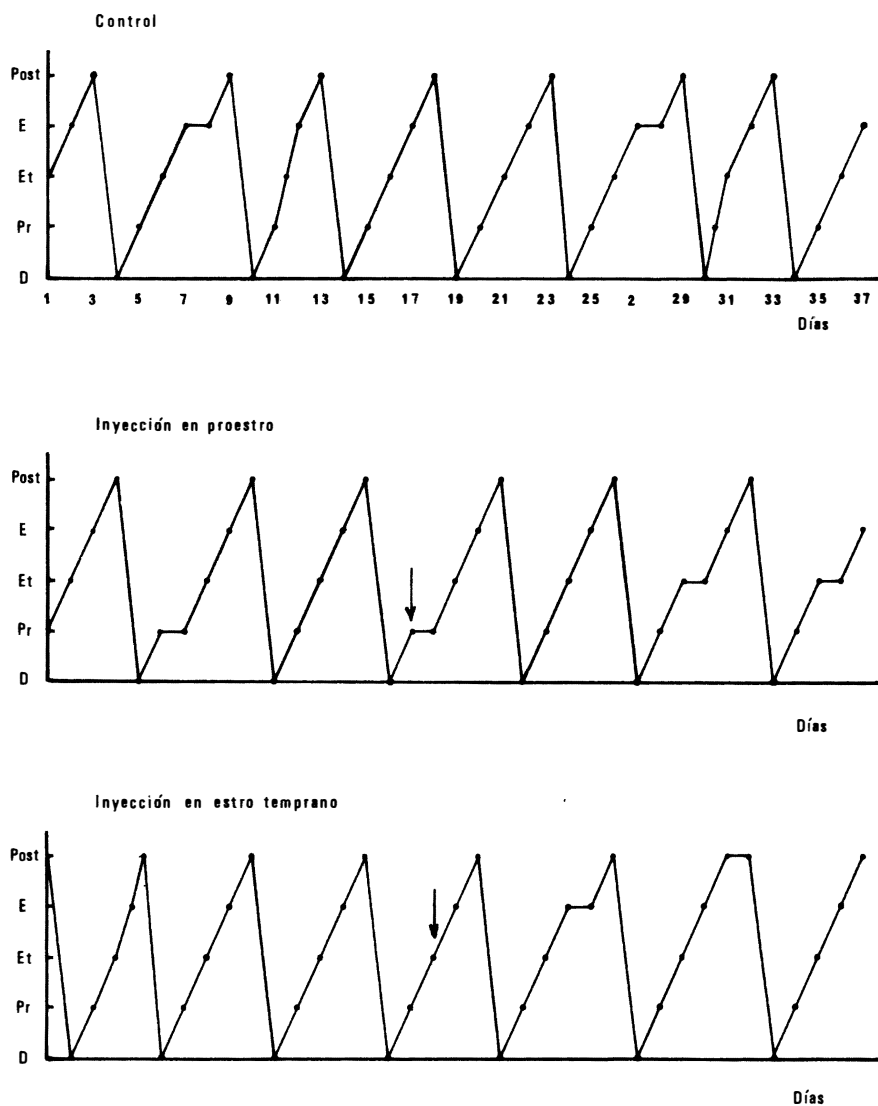 Control
Post
E
Et
Pr
D
1 3 5 7 9 11 13 15 17 19 21 23 25 2 29 31 33 35 37
Días
Inyección en proestro
Post
E
Et
Pr
D
Días
Inyección en estro temprano
Post
E
Et
Pr
D
Días